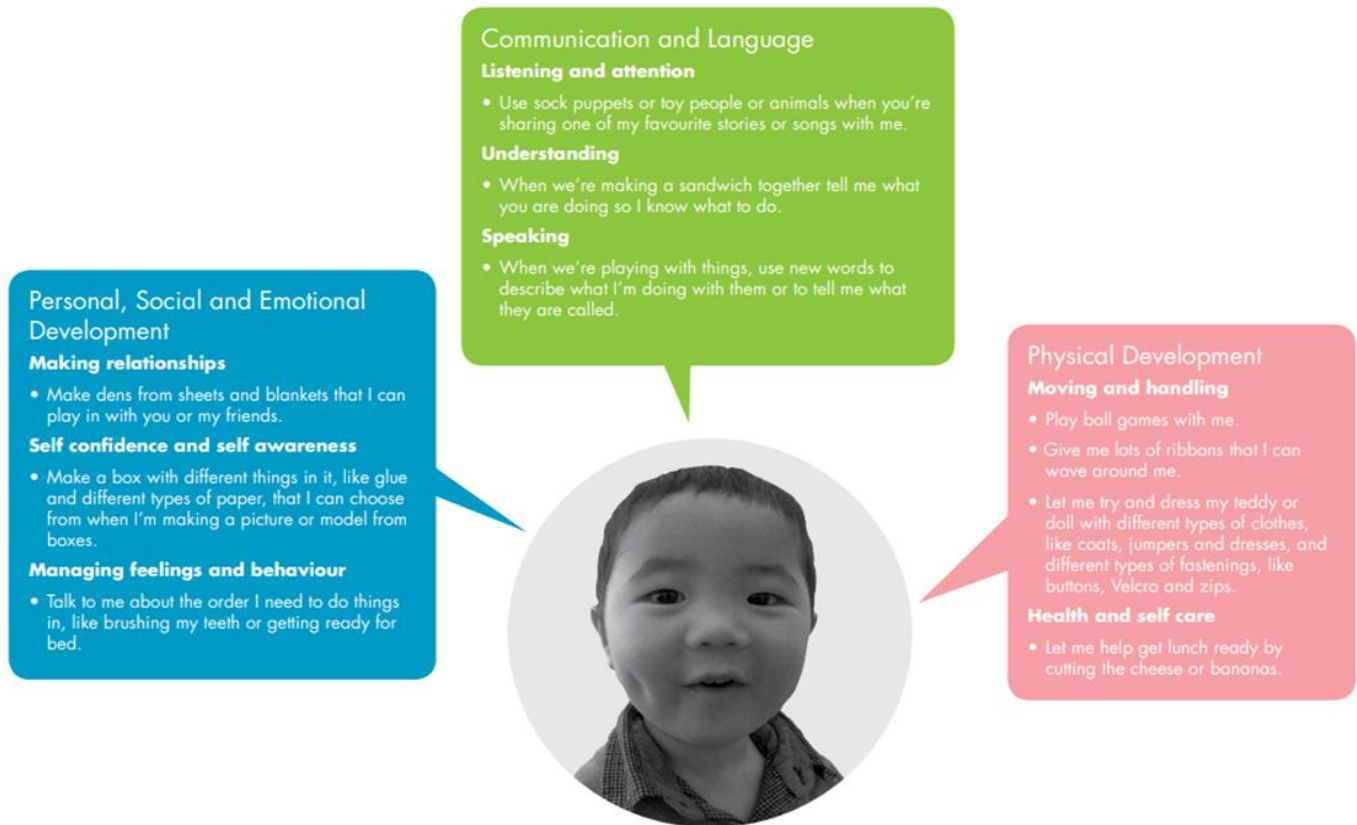 Communication and Language
Listening and attention
• Use sock puppets or toy people or animals when you're
sharing one of my favourite stories or songs with me.
Understanding
• When we're making a sandwich together tell me what
you are doing so I know what to do.
Speaking
• When we're playing with things, use new words to
describe what I'm doing with them or to tell me what
they are called.
Personal, Social and Emotional
Development
Making relationships
• Make dens from sheets and blankets that I can
play in with you or my friends.
Self confidence and self awareness
• Make a box with different things in it, like glue
and different types of paper, that I can choose
from when I'm making a picture or model from
boxes.
Managing feelings and behaviour
• Talk to me about the order I need to do things
in, like brushing my teeth or getting ready for
bed.
Physical Development
Moving and handling
• Play ball games with me.
• Give me lots of ribbons that I can
wave around me.
• Let me try and dress my teddy or
doll with different types of clothes,
like coats, jumpers and dresses, and
different types of fastenings, like
buttons, Velcro and zips.
Health and self care
• Let me help get lunch ready by
cutting the cheese or bananas.